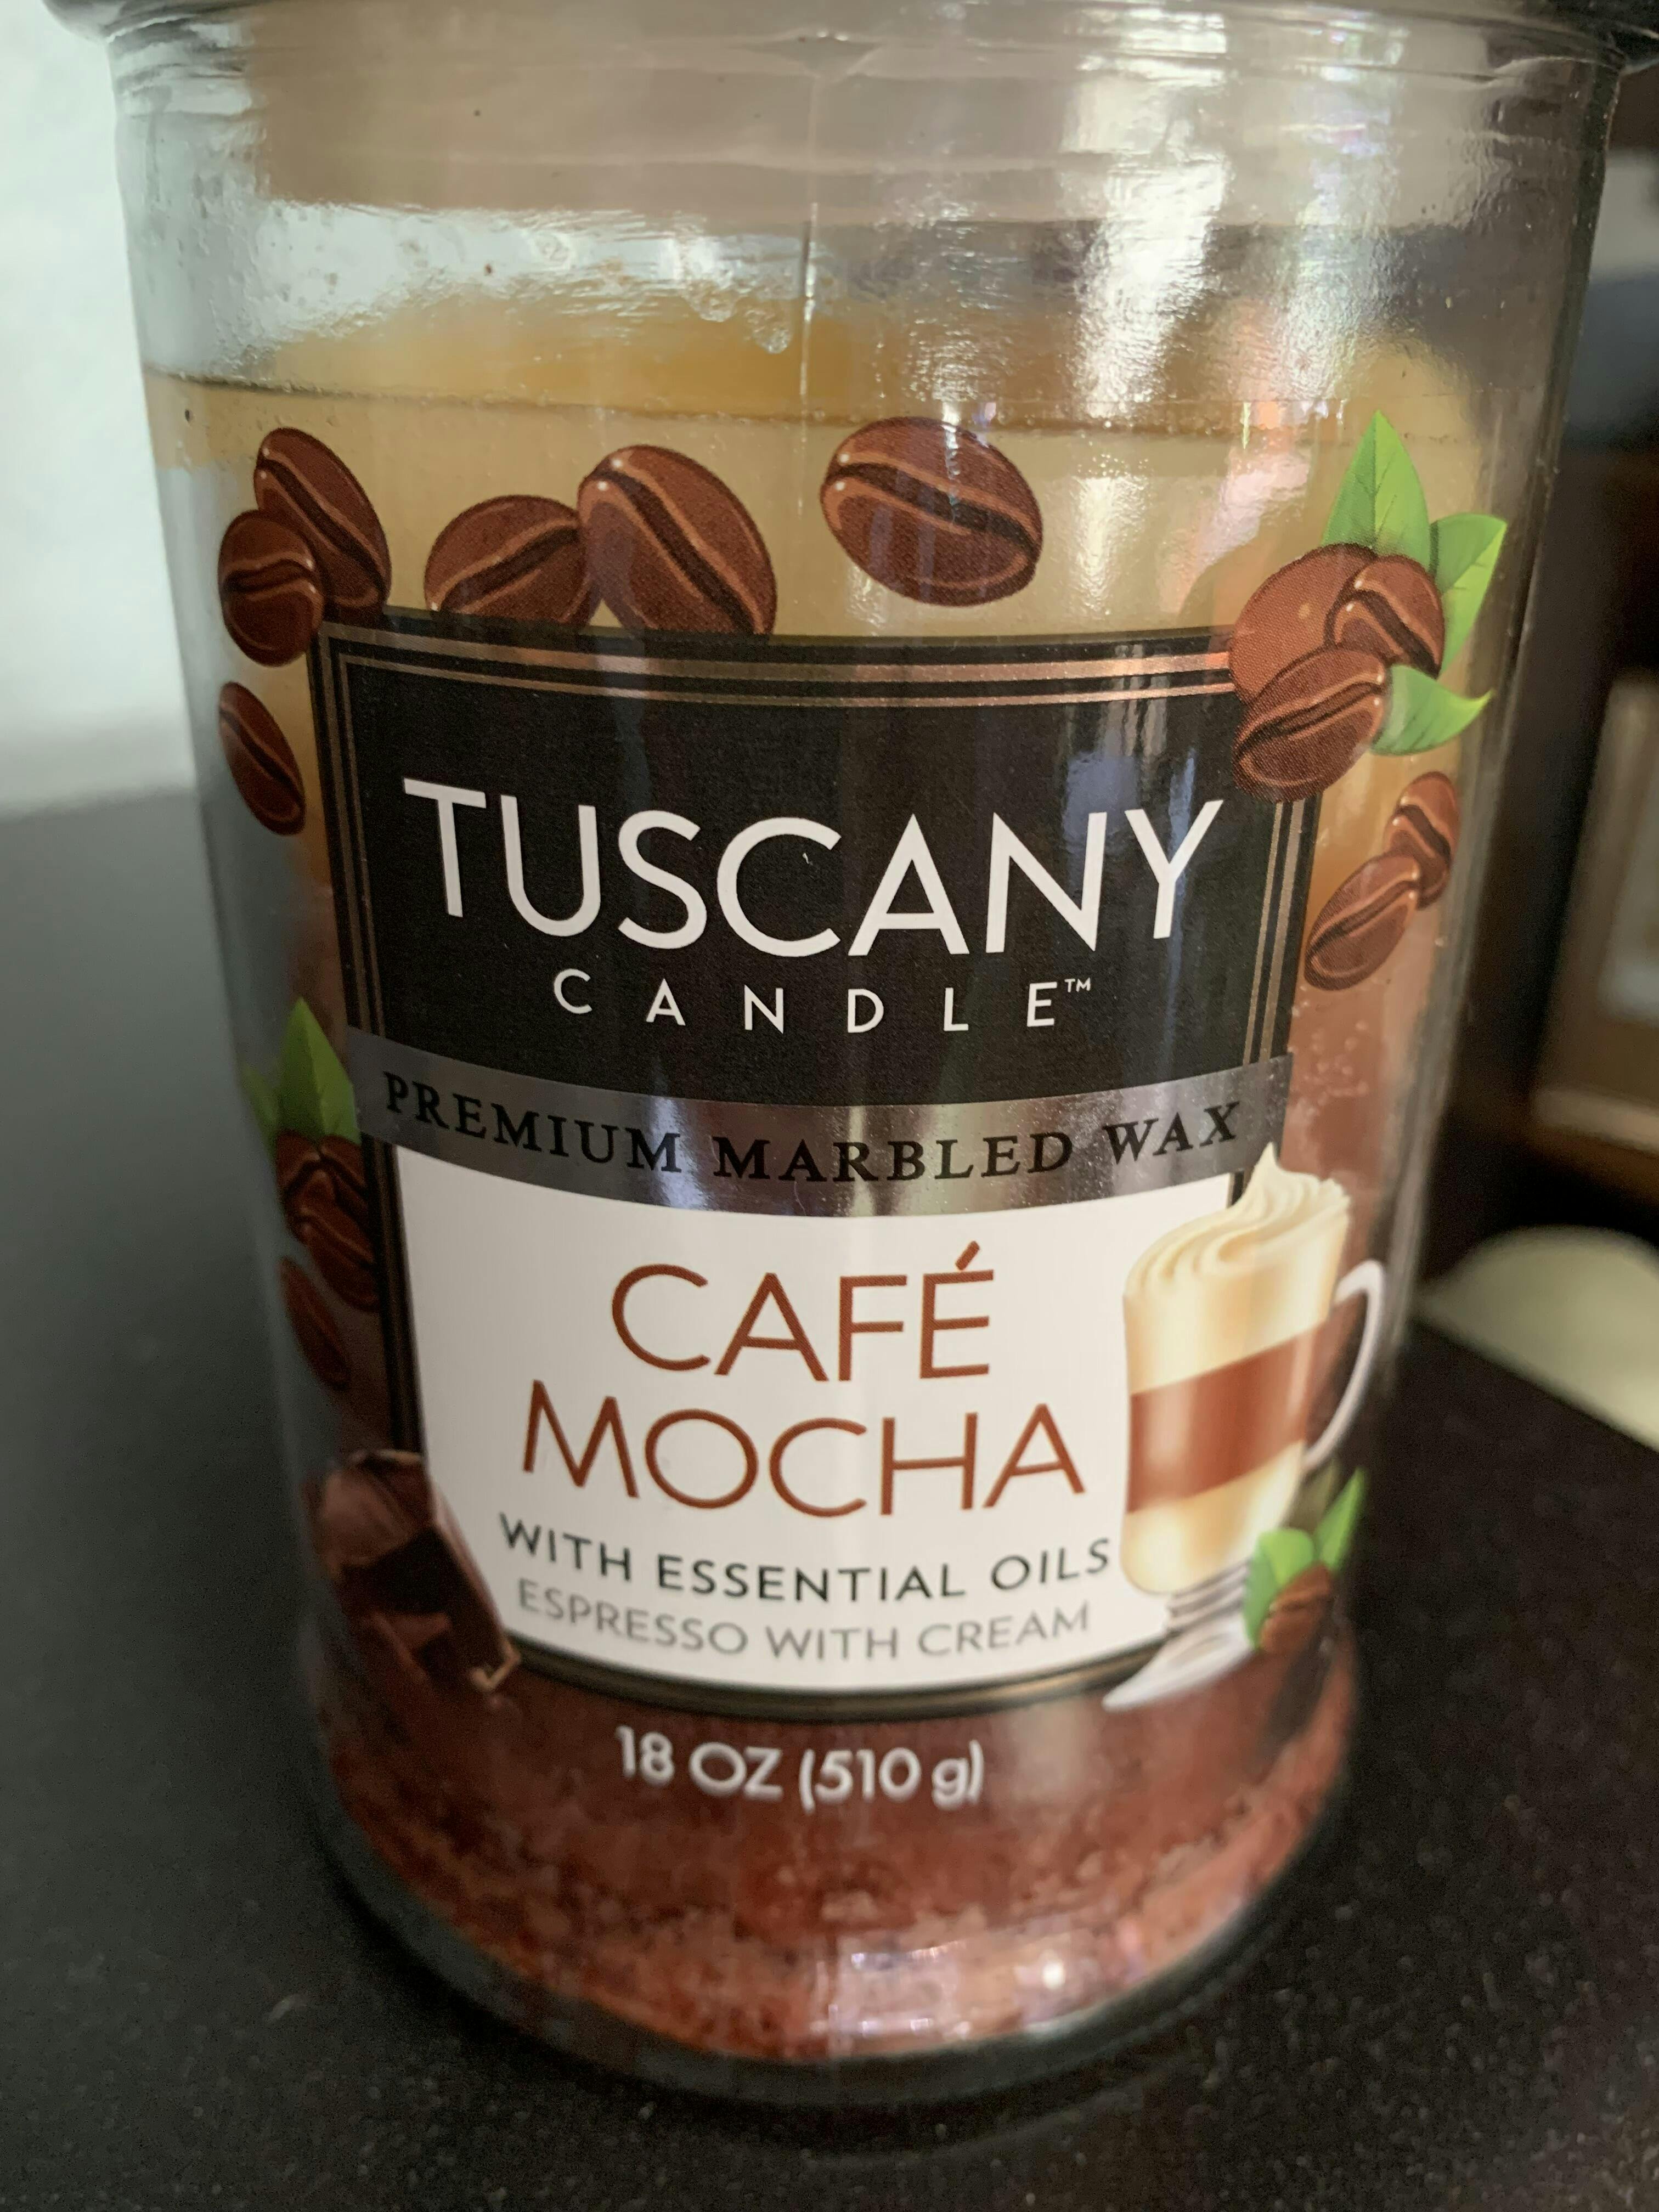 TUSCANY
CANDLE™
PREMIUM MARBLED WAX
CAFÉ
MOCHA
WITH ESSENTIAL OILS
ESPRESSO WITH CREAM
18 OZ (510 g)